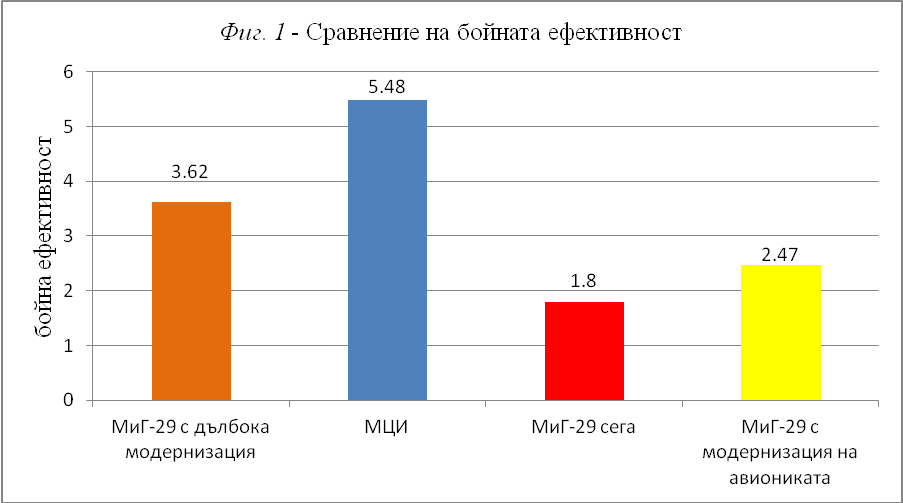 Фиг. 1 - Сравнение на бойната ефективност
бойна ефективност
6
5
4
3
2
1
0
3.62
5.48
1.8
2.47
МиГ-29 с дълбока
модернизация
МЦИ
МиГ-29 сега
МиГ-29 с
модернизация на
авиониката